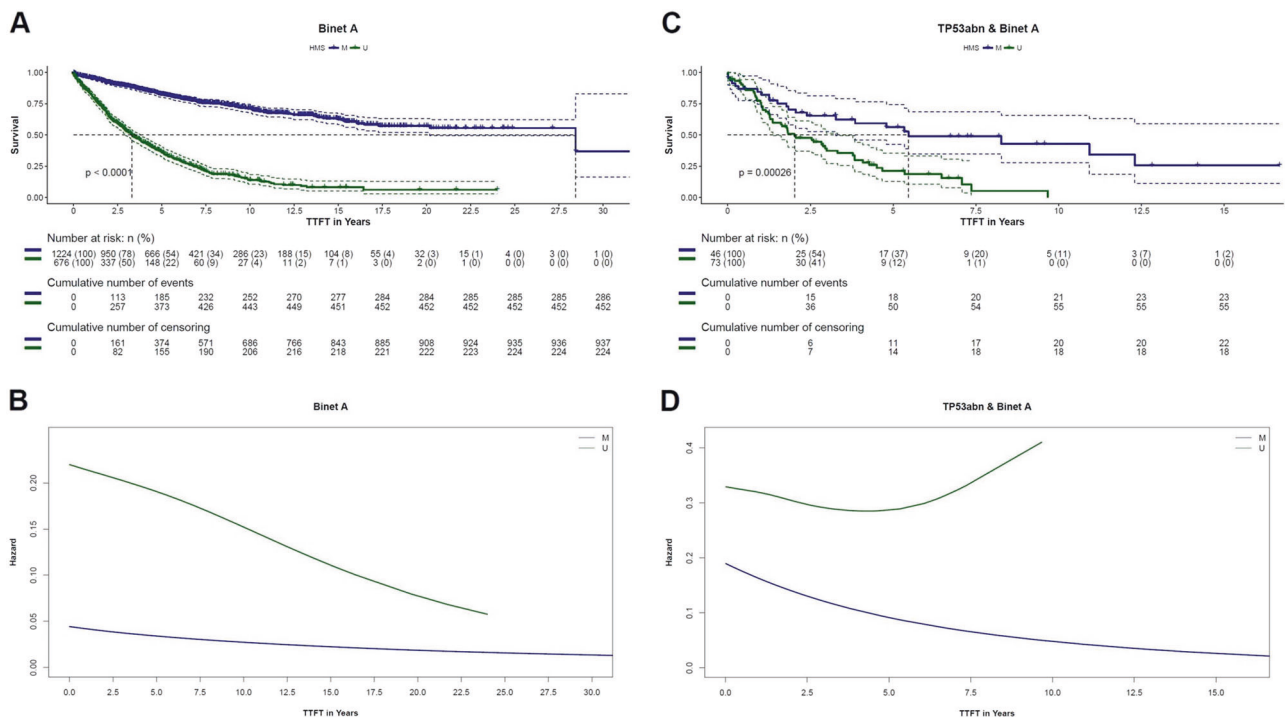 A
Binet A
HMS M U
Survival
1.00
0.75
0.50
0.25
0.00
p < 0.0001
0 2.5 5 7.5 10 12.5 15 17.5 20 22.5 25 27.5 30
TTFT in Years
Number at risk: n (%)
1224 (100) 950 (78) 666 (54) 421 (34) 286 (23) 188 (15) 104 (8) 55 (4) 32 (3) 15 (1) 4 (0) 3 (0) 1 (0)
676 (100) 337 (50) 148 (22) 60 (9) 27 (4) 11 (2) 7 (1) 3 (0) 2 (0) 1 (0) 0 (0) 0 (0) 0 (0)
Cumulative number of events
0 113 185 232 252 270 277 284 284 285 285 285 286
0 257 373 426 443 449 451 452 452 452 452 452 452
Cumulative number of censoring
0 161 374 571 686 766 843 885 908 924 935 936 937
0 82 155 190 206 216 218 221 222 223 224 224 224
C
TP53abn & Binet A
HMS M U
Survival
1.00
0.75
0.50
0.25
0.00
p = 0.00026
0 2.5 5 7.5 10 12.5 15
TTFT in Years
Number at risk: n (%)
46 (100) 25 (54) 17 (37) 9 (20) 5 (11) 3 (7) 1 (2)
73 (100) 30 (41) 9 (12) 1 (1) 0 (0) 0 (0) 0 (0)
Cumulative number of events
0 15 18 20 21 23 23
0 36 50 54 55 55 55
Cumulative number of censoring
0 6 11 17 20 20 22
0 7 14 18 18 18 18
B
Binet A
M
U
Hazard
0.20
0.15
0.10
0.05
0.00
0.0 2.5 5.0 7.5 10.0 12.5 15.0 17.5 20.0 22.5 25.0 27.5 30.0
TTFT in Years
D
TP53abn & Binet A
M
U
Hazard
0.4
0.3
0.2
0.1
0.0
0.0 2.5 5.0 7.5 10.0 12.5 15.0
TTFT in Years